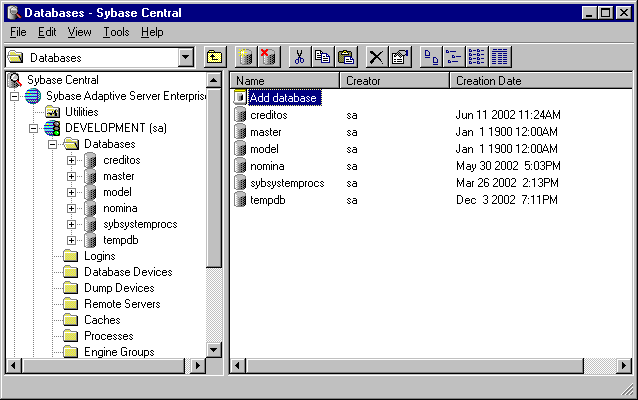 Databases - Sybase Central
File Edit View Tools Help
Databases
Sybase Central
Sybase Adaptive Server Enterpris
Utilities
DEVELOPMENT (sa)
Databases
creditos
master
model
nomina
sybsystemprocs
tempdb
Logins
Database Devices
Dump Devices
Remote Servers
Caches
Processes
Engine Groups
Name Creator Creation Date
Add database
creditos sa Jun 11 2002 11:24AM
master sa Jan 1 1900 12:00AM
model sa Jan 1 1900 12:00AM
nomina sa May 30 2002 5:03PM
sybsystemprocs sa Mar 26 2002 2:13PM
tempdb sa Dec 3 2002 7:11PM